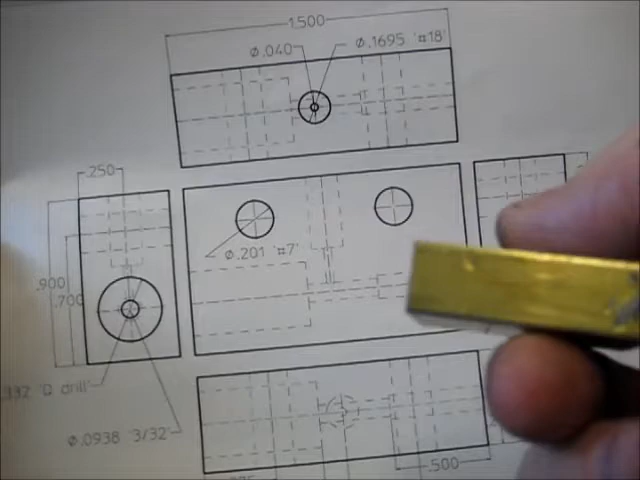 1.500
Ø.040
Ø.1695 '#18'
.250
Ø.201 '#7'
.900
.700
.332 'Q drill'
Ø.0938 '3/32'
.500